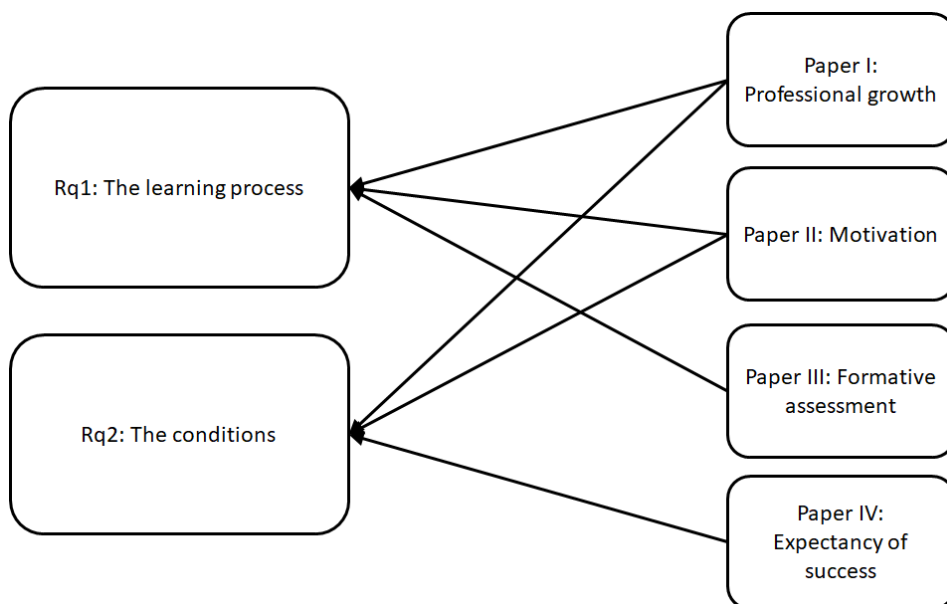 Rq1: The learning process
Rq2: The conditions
Paper I:
Professional growth
Paper II: Motivation
Paper III: Formative
assessment
Paper IV:
Expectancy of
success